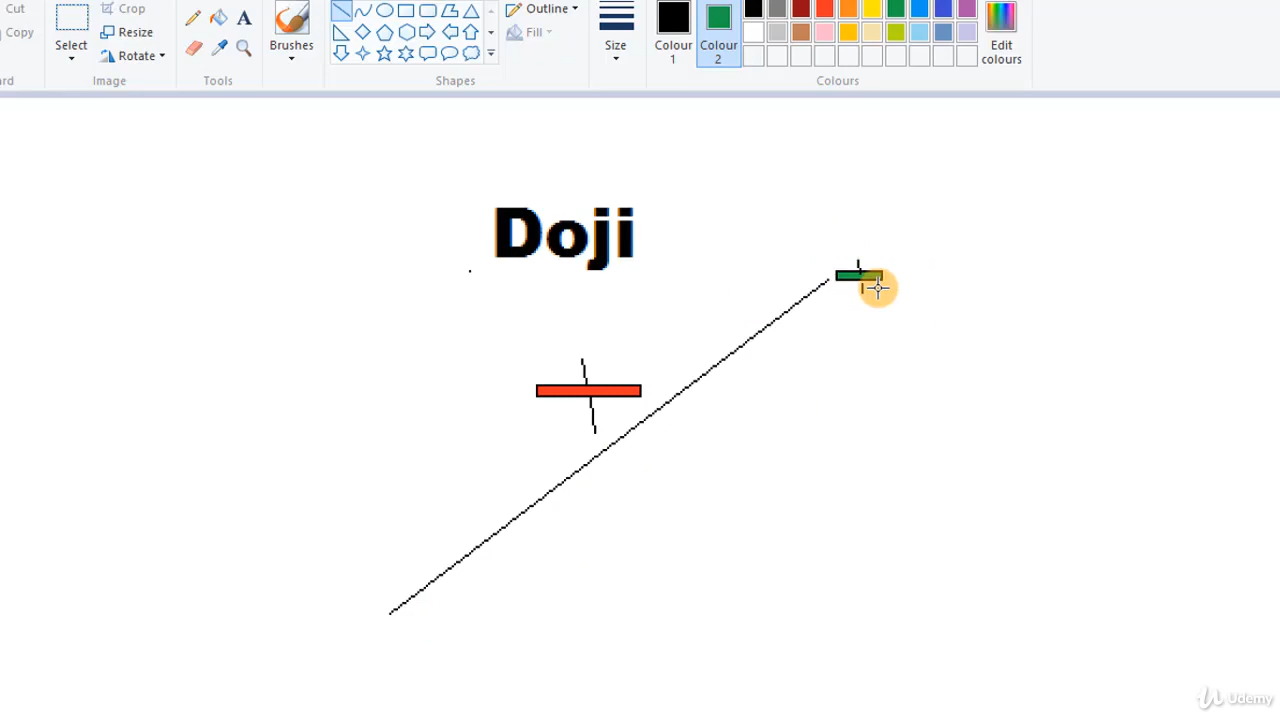 Cut
Copy
rd
Select
Crop
Resize
Rotate
Image
A
Tools
Brushes
Outline
Fill
Shapes
Size
Colour
1
Colour
2
Edit
colours
Colours
Doji
Udemy